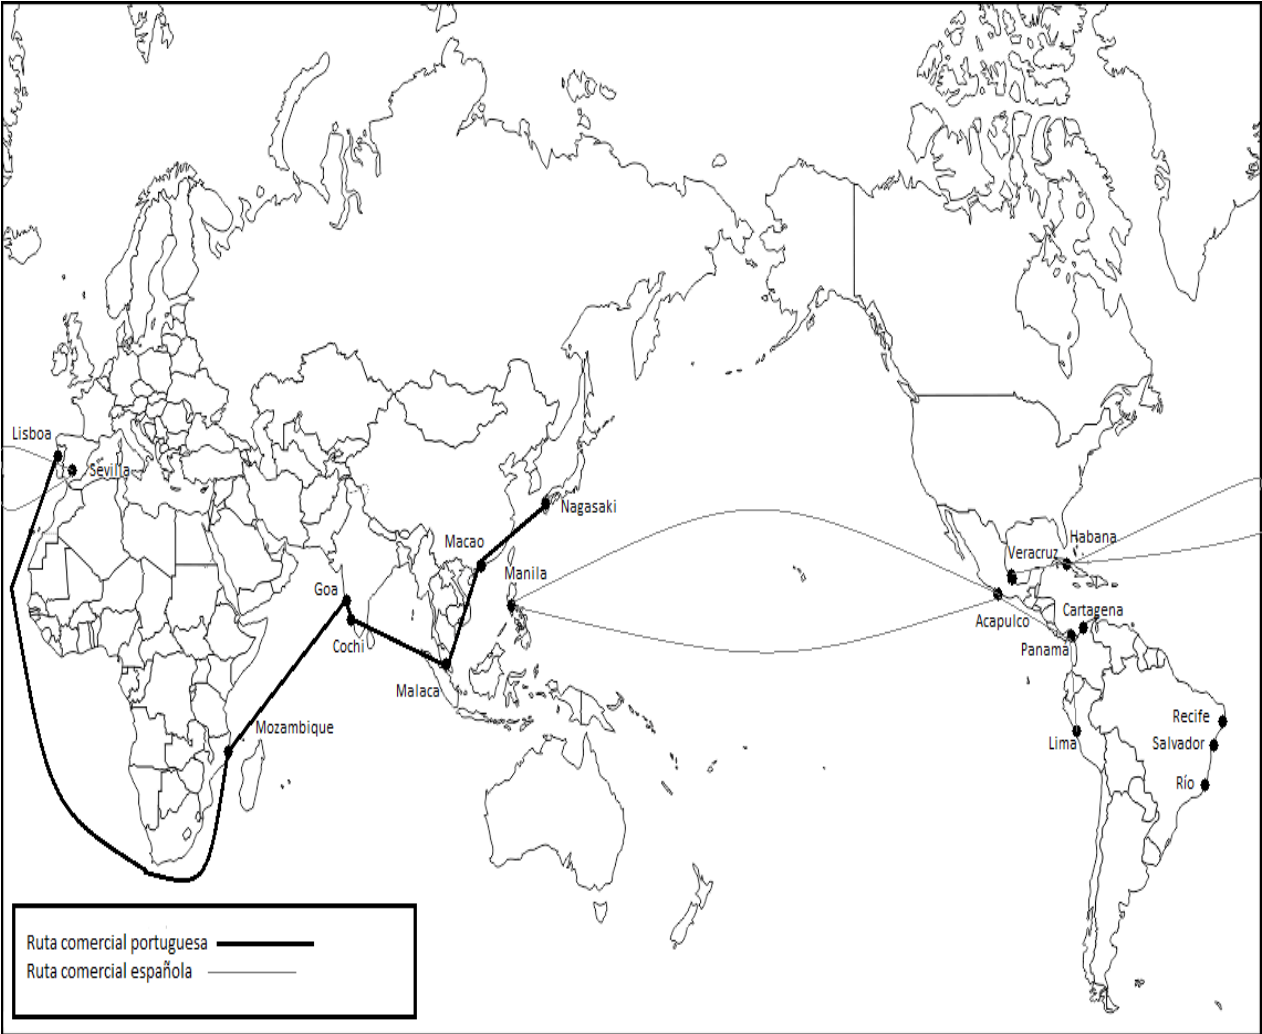 Lisboa
Sevilla
Nagasaki
Macao
Manila
Goa
Cochi
Malaca
Mozambique
Habana
Veracruz
Acapulco
Cartagena
Panamá
Lima
Recife
Salvador
Río
Ruta comercial portuguesa
Ruta comercial española